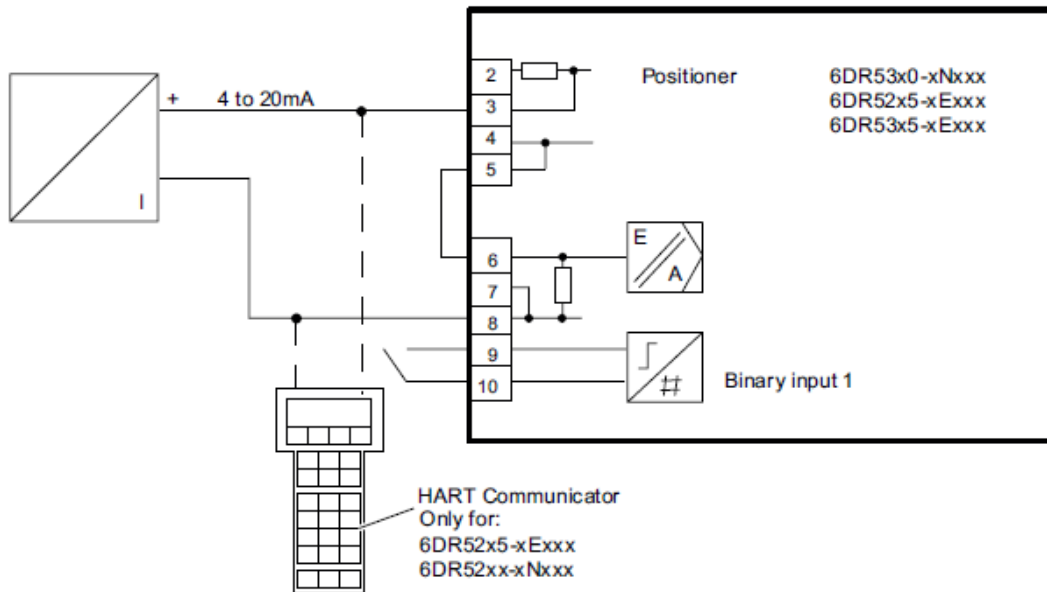 + 4 to 20mA
I
2
3
4
5
6
7
8
9
10
Positioner
6DR53x0-xNxxx
6DR52x5-xExxx
6DR53x5-xExxx
E
A
Binary input 1
HART Communicator
Only for:
6DR52x5-xExxx
6DR52xx-xNxxx